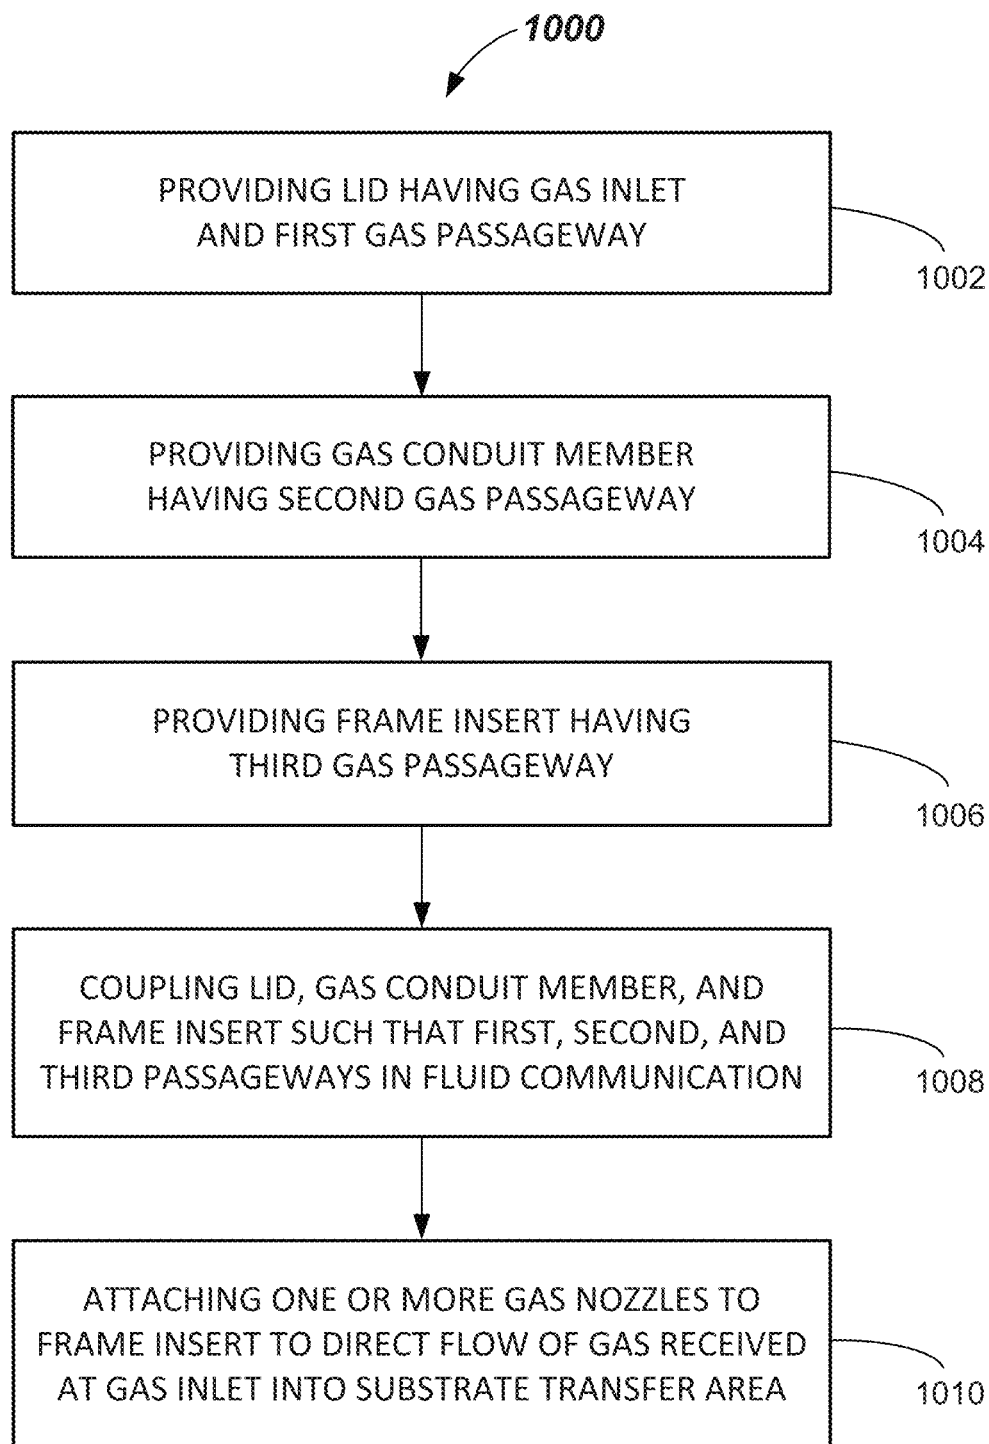 1000
PROVIDING LID HAVING GAS INLET
AND FIRST GAS PASSAGEWAY
1002
PROVIDING GAS CONDUIT MEMBER
HAVING SECOND GAS PASSAGEWAY
1004
PROVIDING FRAME INSERT HAVING
THIRD GAS PASSAGEWAY
1006
COUPLING LID, GAS CONDUIT MEMBER, AND
FRAME INSERT SUCH THAT FIRST, SECOND, AND
THIRD PASSAGEWAYS IN FLUID COMMUNICATION
1008
ATTACHING ONE OR MORE GAS NOZZLES TO
FRAME INSERT TO DIRECT FLOW OF GAS RECEIVED
AT GAS INLET INTO SUBSTRATE TRANSFER AREA
1010